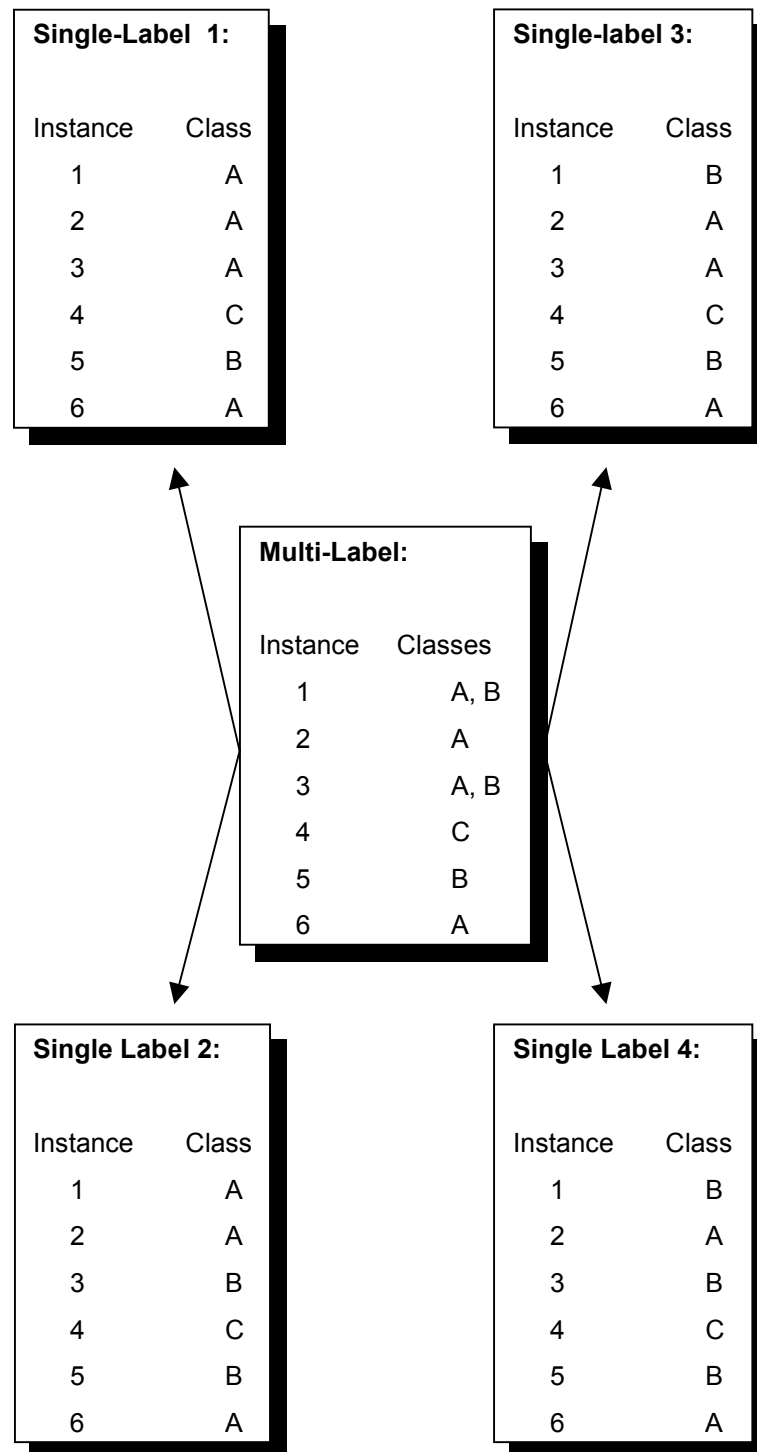 Single-Label 1:
Instance Class
1 A
2 A
3 A
4 C
5 B
6 A
Single-label 3:
Instance Class
1 B
2 A
3 A
4 C
5 B
6 A
Multi-Label:
Instance Classes
1 A, B
2 A
3 A, B
4 C
5 B
6 A
Single Label 2:
Instance Class
1 A
2 A
3 B
4 C
5 B
6 A
Single Label 4:
Instance Class
1 B
2 A
3 B
4 C
5 B
6 A